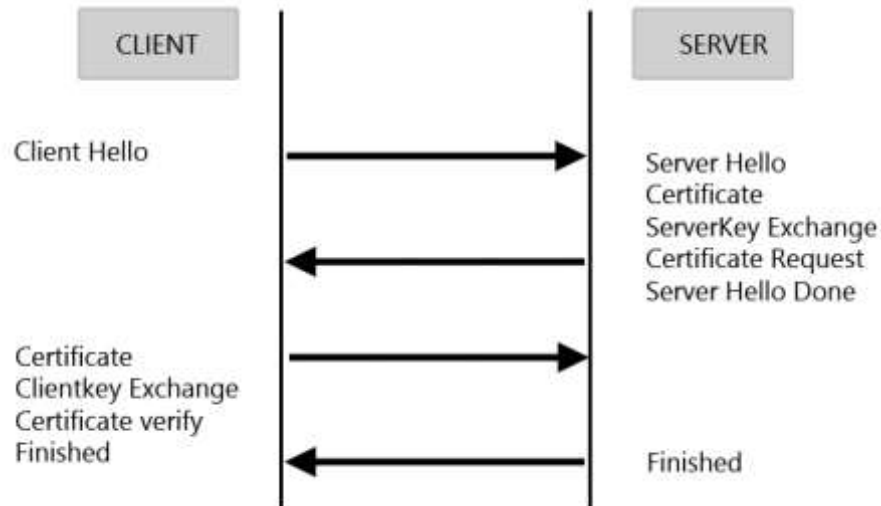 CLIENT
SERVER
Client Hello
Server Hello
Certificate
ServerKey Exchange
Certificate Request
Server Hello Done
Certificate
Clientkey Exchange
Certificate verify
Finished
Finished